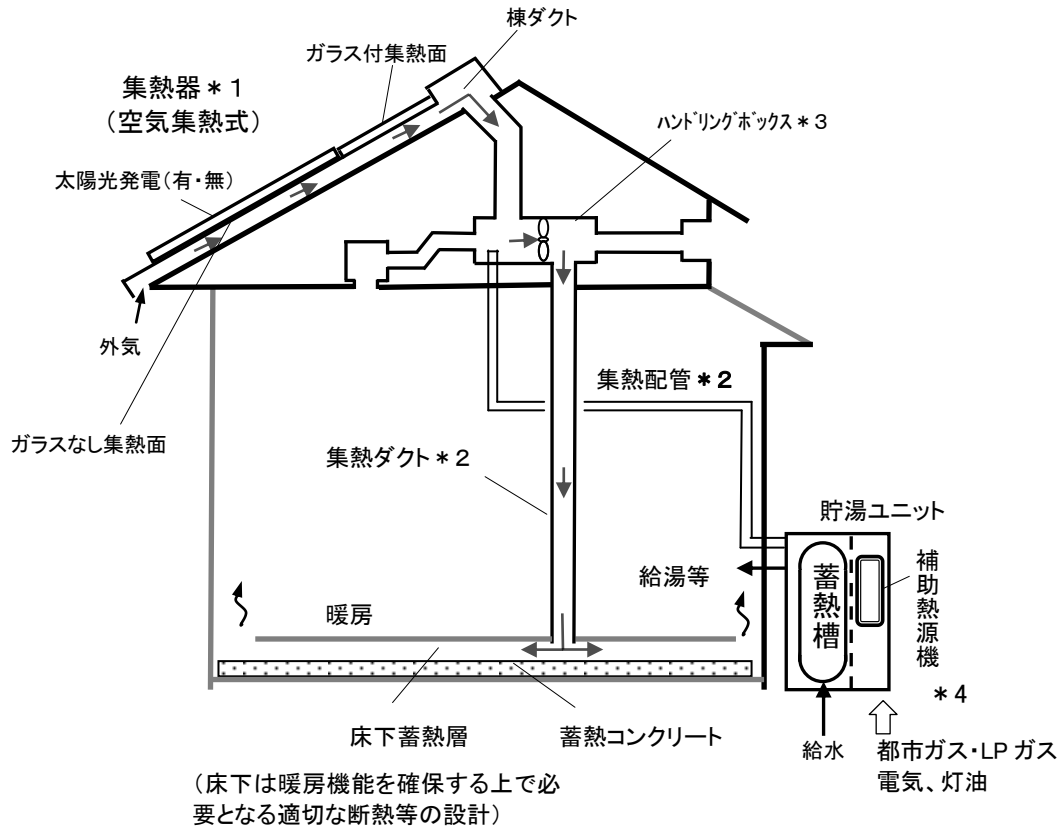 棟ダクト
ガラス付集熱面
集熱器＊１
（空気集熱式）
ﾊﾝﾄﾞﾘﾝｸﾞﾎﾞｯｸｽ＊３
太陽光発電（有・無）
外気
集熱配管＊２
ガラスなし集熱面
集熱ダクト＊２
貯湯ユニット
給湯等
蓄熱槽
補助熱源機
＊4
暖房
床下蓄熱層
蓄熱コンクリート
給水
都市ガス・LP ガス
電気、灯油
（床下は暖房機能を確保する上で必
要となる適切な断熱等の設計）